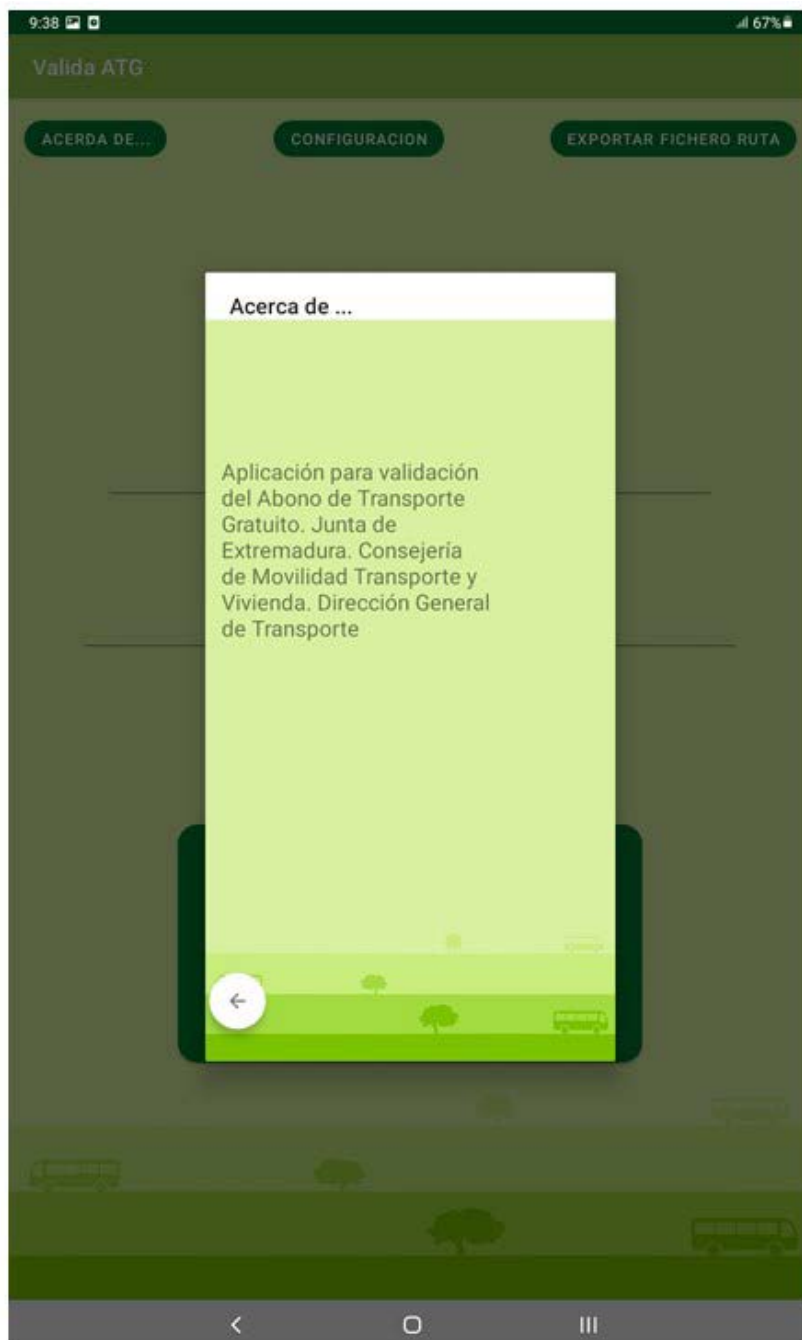 9:38
67%
Valida ATG
ACERDA DE...
CONFIGURACION
EXPORTAR FICHERO RUTA
Acerca de ...
Aplicación para validación
del Abono de Transporte
Gratuito. Junta de
Extremadura. Consejería
de Movilidad Transporte y
Vivienda. Dirección General
de Transporte